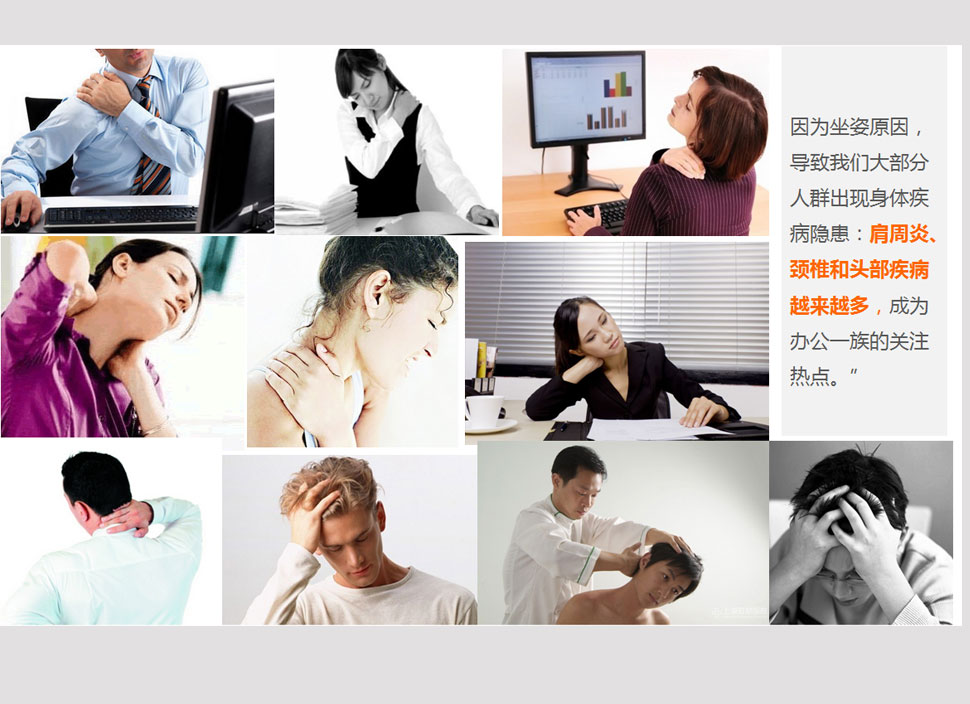 因为坐姿原因，
导致我们大部分
人群出现身体疾
病隐患：肩周炎、
颈椎和头部疾病
越来越多，成为
办公一族的关注
热点。”